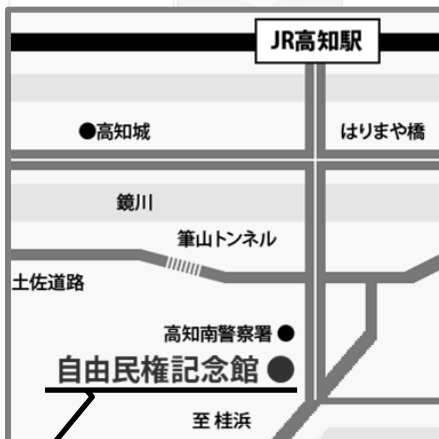 JR高知駅
●高知城
はりまや橋
鏡川
筆山トンネル
土佐道路
高知南警察署●
自由民権記念館●
至 桂浜